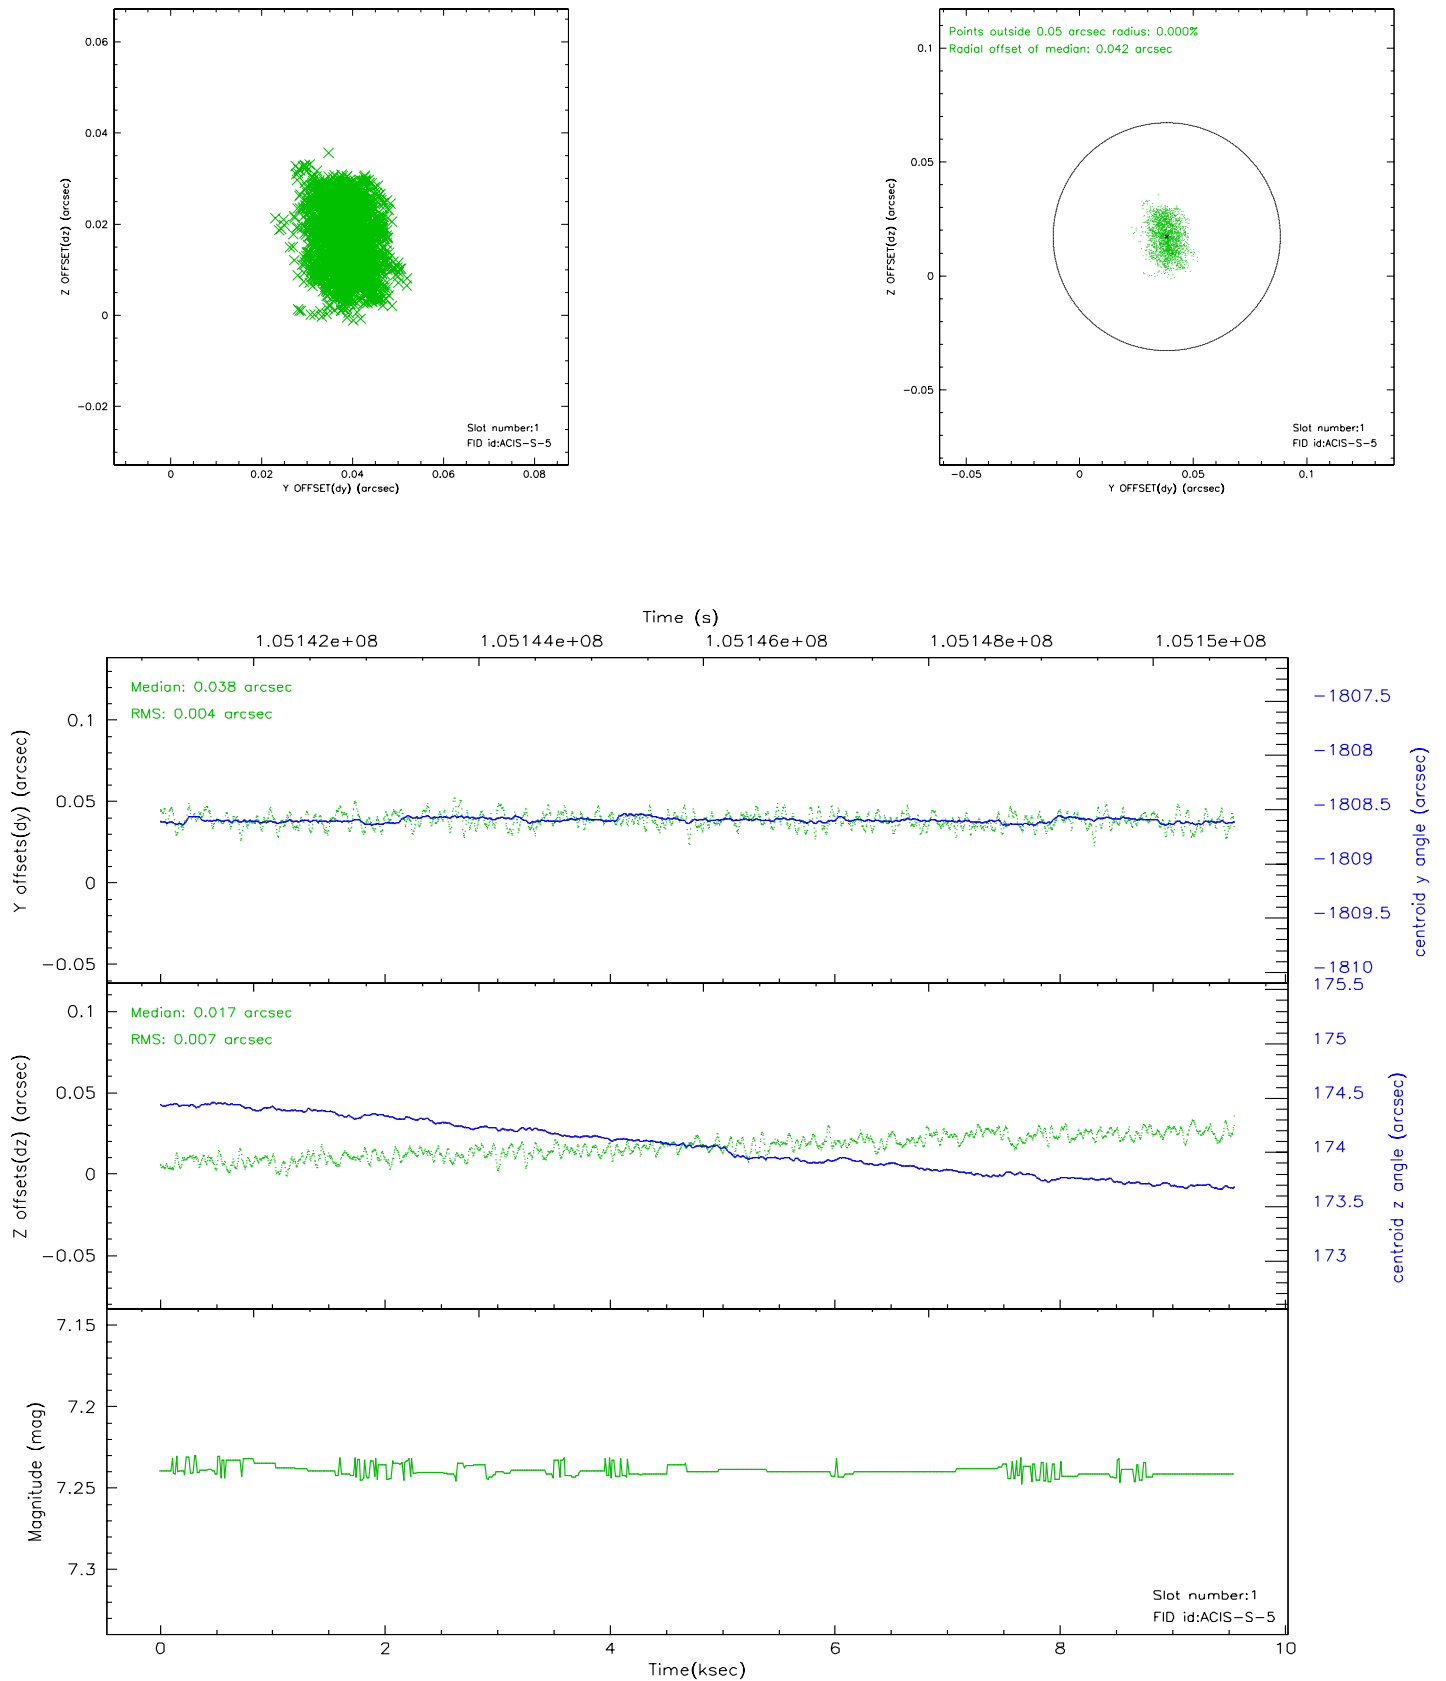 0.06
0.04
0.02
0
-0.02
Z OFFSET(dz) (arcsec)
Slot number:1
FID id:ACIS-S-5
0 0.02 0.04 0.06 0.08
Y OFFSET(dy) (arcsec)
Points outside 0.05 arcsec radius: 0.000%
Radial offset of median: 0.042 arcsec
0.1
0.05
0
-0.05
Z OFFSET(dz) (arcsec)
Slot number:1
FID id:ACIS-S-5
-0.05 0 0.05 0.1
Y OFFSET(dy) (arcsec)
Time (s)
1.05142e+08 1.05144e+08 1.05146e+08 1.05148e+08 1.0515e+08
Median: 0.038 arcsec
RMS: 0.004 arcsec
0.1
0.05
0
-0.05
Y offsets(dy) (arcsec)
-1807.5
-1808
-1808.5
-1809
-1809.5
-1810
centroid y angle (arcsec)
Median: 0.017 arcsec
RMS: 0.007 arcsec
0.1
0.05
0
-0.05
Z offsets(dz) (arcsec)
175.5
175
174.5
174
173.5
173
centroid z angle (arcsec)
7.15
7.2
7.25
7.3
Magnitude (mag)
Slot number:1
FID id:ACIS-S-5
0 2 4 6 8 10
Time(ksec)